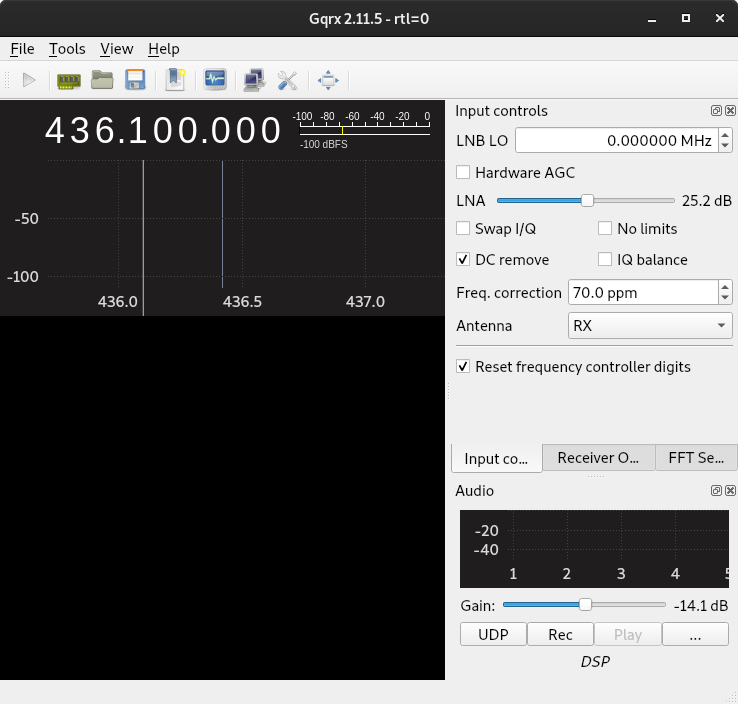 Gqrx 2.11.5 - rtl=0
File Tools View Help
436.100.000
-100 -80 -60 -40 -20 0
-100 dBFS
-50
-100
436.0 436.5 437.0
Input controls
LNB LO 0.000000 MHz
Hardware AGC
LNA 25.2 dB
Swap I/Q No limits
DC remove IQ balance
Freq. correction 70.0 ppm
Antenna RX
Reset frequency controller digits
Input co... Receiver O... FFT Se...
Audio
-20
-40
1 2 3 4 5
Gain: -14.1 dB
UDP Rec Play ...
DSP